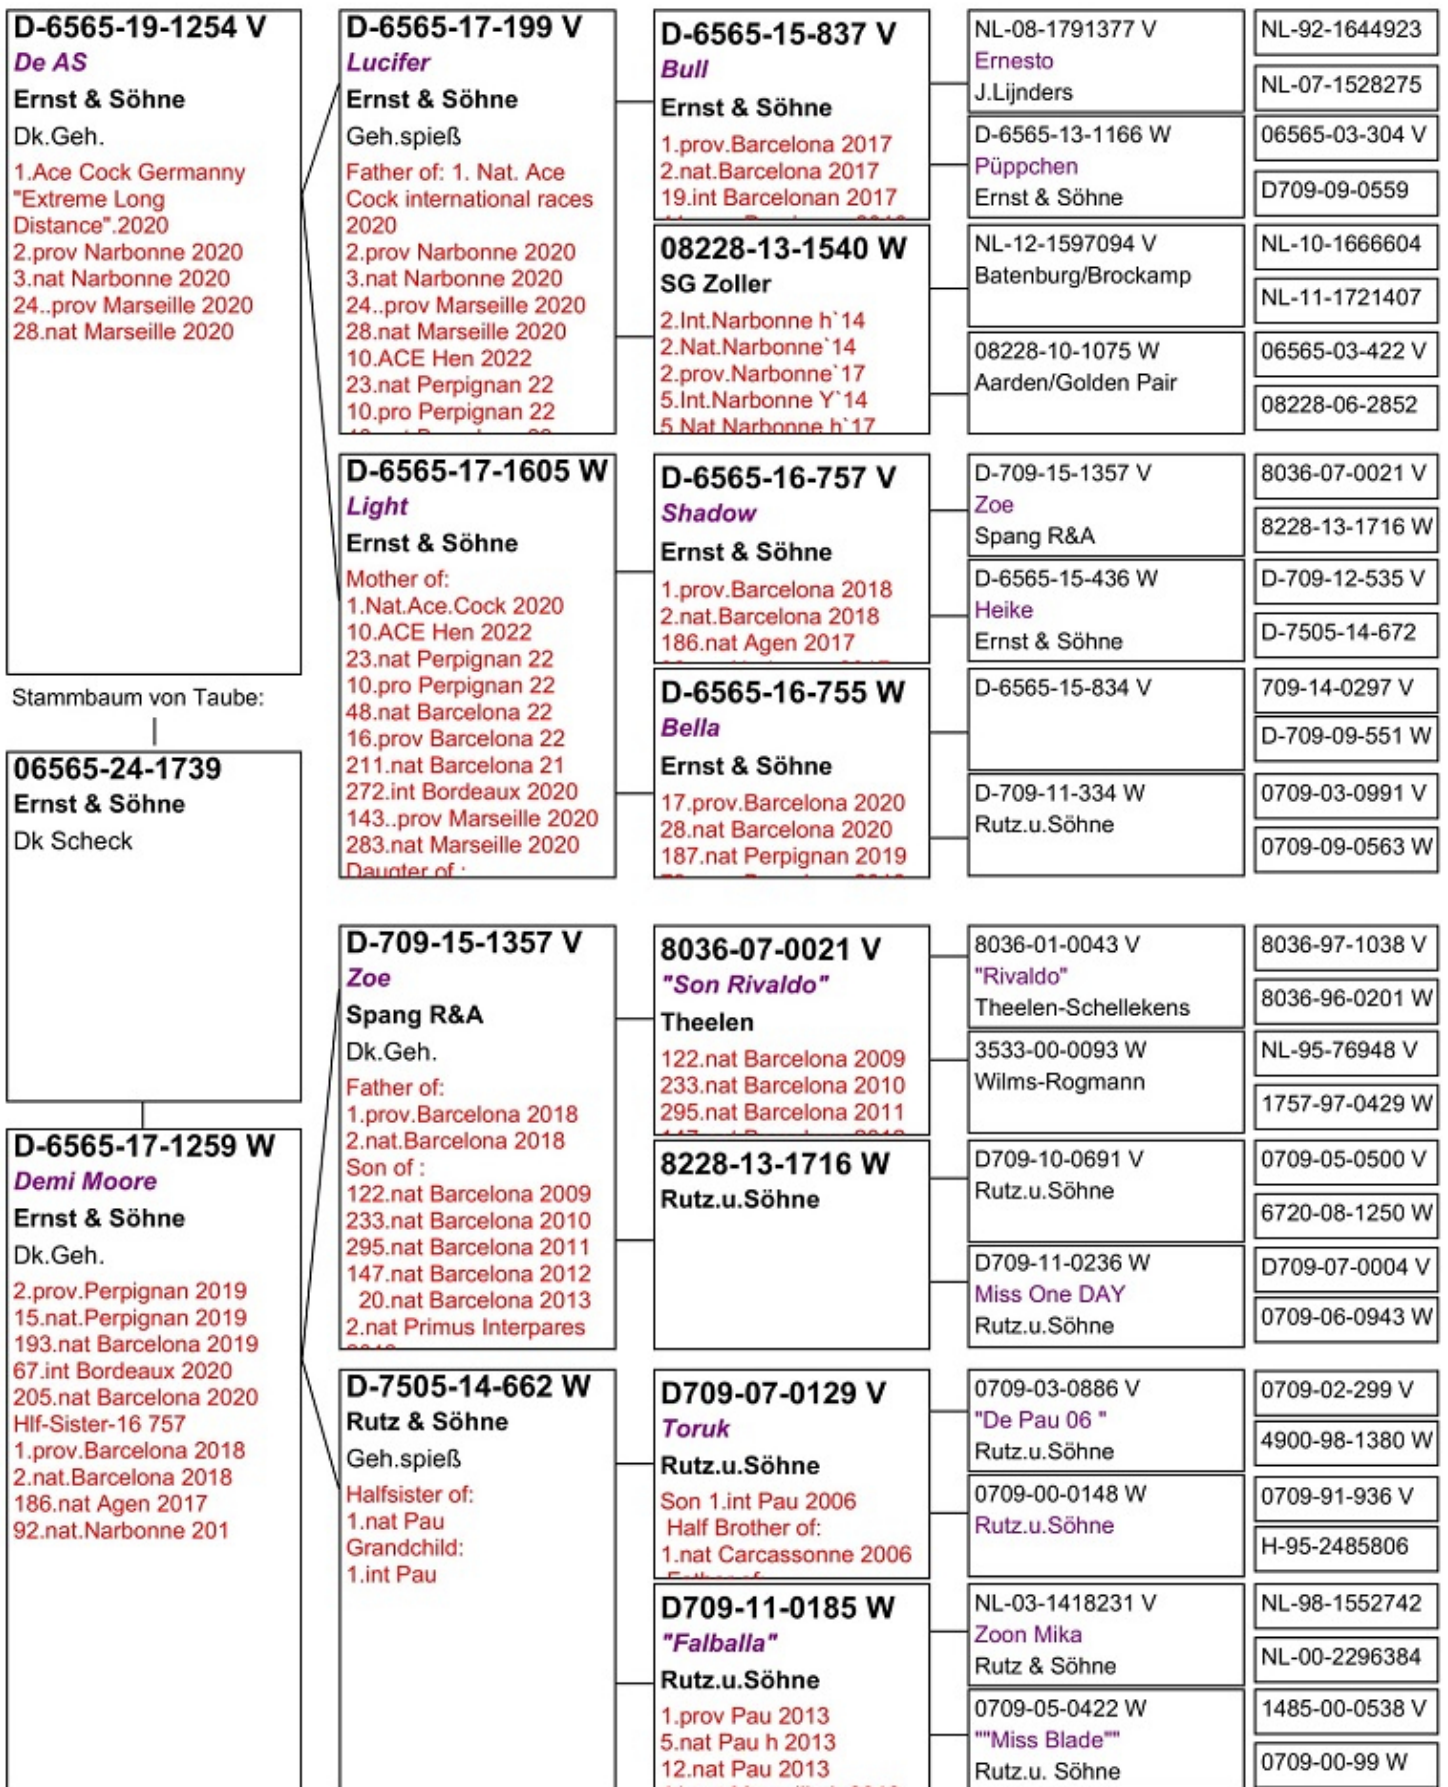 D-6565-19-1254 V
De AS
Ernst & Söhne
Dk.Geh.
1.Ace Cock Germanny
"Extreme Long
Distance".2020
2.prov Narbonne 2020
3.nat Narbonne 2020
24..prov Marseille 2020
28.nat Marseille 2020
Stammbaum von Taube:
06565-24-1739
Ernst & Söhne
Dk Scheck
D-6565-17-1259 W
Demi Moore
Ernst & Söhne
Dk.Geh.
2.prov.Perpignan 2019
15.nat.Perpignan 2019
193.nat Barcelona 2019
67.int Bordeaux 2020
205.nat Barcelona 2020
Hlf-Sister-16 757
1.prov.Barcelona 2018
2.nat.Barcelona 2018
186.nat Agen 2017
92.nat.Narbonne 201
D-6565-17-199 V
Lucifer
Ernst & Söhne
Geh.spieß
Father of: 1. Nat. Ace
Cock international races
2020
2.prov Narbonne 2020
3.nat Narbonne 2020
24..prov Marseille 2020
28.nat Marseille 2020
10.ACE Hen 2022
23.nat Perpignan 22
10.pro Perpignan 22
D-6565-17-1605 W
Light
Ernst & Söhne
Mother of:
1.Nat.Ace.Cock 2020
10.ACE Hen 2022
23.nat Perpignan 22
10.pro Perpignan 22
48.nat Barcelona 22
16.prov Barcelona 22
211.nat Barcelona 21
272.int Bordeaux 2020
143..prov Marseille 2020
283.nat Marseille 2020
Daugter of :
D-709-15-1357 V
Zoe
Spang R&A
Dk.Geh.
Father of:
1.prov.Barcelona 2018
2.nat.Barcelona 2018
Son of :
122.nat Barcelona 2009
233.nat Barcelona 2010
295.nat Barcelona 2011
147.nat Barcelona 2012
20.nat Barcelona 2013
2.nat Primus Interpares
D-7505-14-662 W
Rutz & Söhne
Geh.spieß
Halfsister of:
1.nat Pau
Grandchild:
1.int Pau
D-6565-15-837 V
Bull
Ernst & Söhne
1.prov.Barcelona 2017
2.nat.Barcelona 2017
19.int Barcelonan 2017
08228-13-1540 W
SG Zoller
2.Int.Narbonne h`14
2.Nat.Narbonne`14
2.prov.Narbonne`17
5.Int.Narbonne Y`14
5 Nat Narbonne h`17
D-6565-16-757 V
Shadow
Ernst & Söhne
1.prov.Barcelona 2018
2.nat.Barcelona 2018
186.nat Agen 2017
D-6565-16-755 W
Bella
Ernst & Söhne
17.prov.Barcelona 2020
28.nat Barcelona 2020
187.nat Perpignan 2019
8036-07-0021 V
"Son Rivaldo"
Theelen
122.nat Barcelona 2009
233.nat Barcelona 2010
295.nat Barcelona 2011
8228-13-1716 W
Rutz.u.Söhne
D709-07-0129 V
Toruk
Rutz.u.Söhne
Son 1.int Pau 2006
Half Brother of:
1.nat Carcassonne 2006
D709-11-0185 W
"Falballa"
Rutz.u.Söhne
1.prov Pau 2013
5.nat Pau h 2013
12.nat Pau 2013
NL-08-1791377 V
Ernesto
J.Lijnders
D-6565-13-1166 W
Püppchen
Ernst & Söhne
NL-12-1597094 V
Batenburg/Brockamp
08228-10-1075 W
Aarden/Golden Pair
D-709-15-1357 V
Zoe
Spang R&A
D-6565-15-436 W
Heike
Ernst & Söhne
D-6565-15-834 V
D-709-11-334 W
Rutz.u.Söhne
8036-01-0043 V
"Rivaldo"
Theelen-Schellekens
3533-00-0093 W
Wilms-Rogmann
D709-10-0691 V
Rutz.u.Söhne
D709-11-0236 W
Miss One DAY
Rutz.u.Söhne
0709-03-0886 V
"De Pau 06 "
Rutz.u.Söhne
0709-00-0148 W
Rutz.u.Söhne
NL-03-1418231 V
Zoon Mika
Rutz & Söhne
0709-05-0422 W
""Miss Blade""
Rutz.u. Söhne
NL-92-1644923
NL-07-1528275
06565-03-304 V
D709-09-0559
NL-10-1666604
NL-11-1721407
06565-03-422 V
08228-06-2852
8036-07-0021 V
8228-13-1716 W
D-709-12-535 V
D-7505-14-672
709-14-0297 V
D-709-09-551 W
0709-03-0991 V
0709-09-0563 W
8036-97-1038 V
8036-96-0201 W
NL-95-76948 V
1757-97-0429 W
0709-05-0500 V
6720-08-1250 W
D709-07-0004 V
0709-06-0943 W
0709-02-299 V
4900-98-1380 W
0709-91-936 V
H-95-2485806
NL-98-1552742
NL-00-2296384
1485-00-0538 V
0709-00-99 W